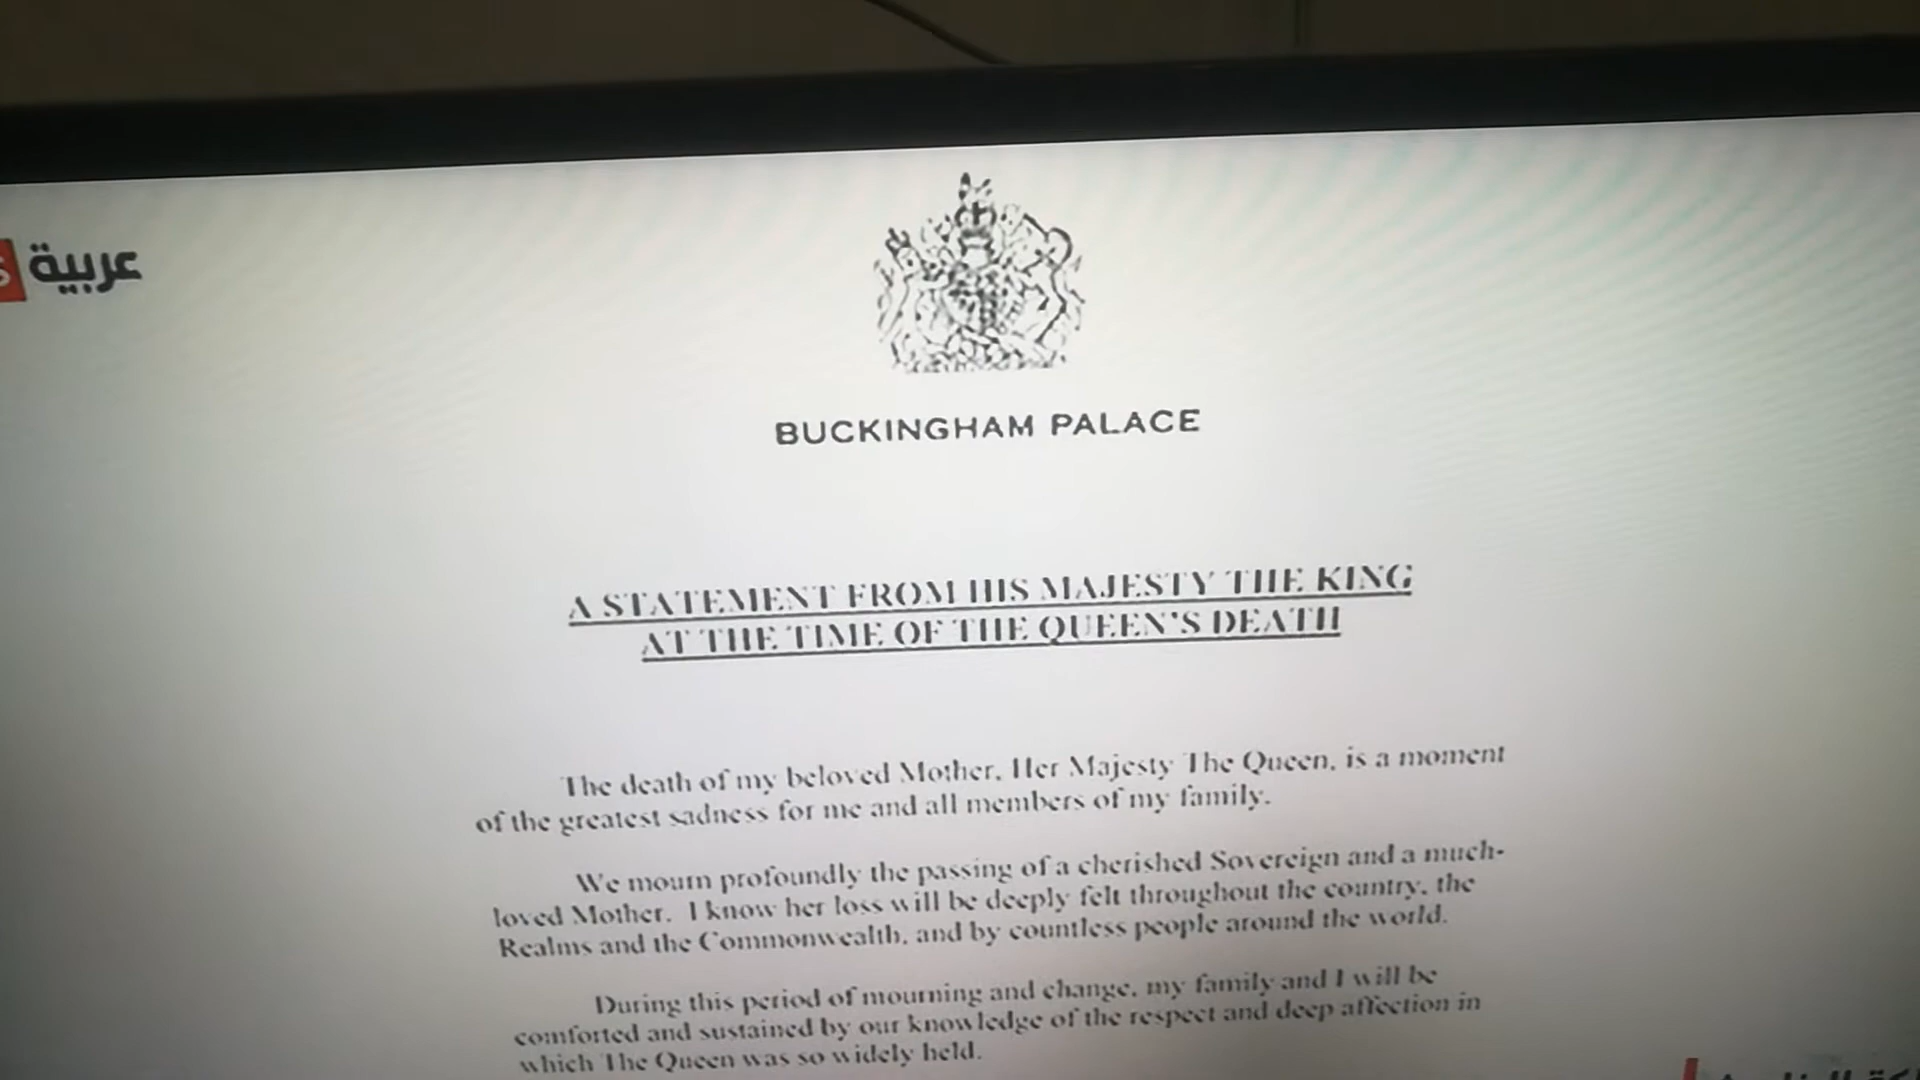 عربية
BUCKINGHAM PALACE
A STATEMENT FROM HIS MAJESTY THE KING
AT THE TIME OF THE QUEEN'S DEATH
The death of my beloved Mother, Her Majesty The Queen, is a moment
of the greatest sadness for me and all members of my family.
We mourn profoundly the passing of a cherished Sovereign and a much-
loved Mother. I know her loss will be deeply felt throughout the country, the
Realms and the Commonwealth, and by countless people around the world.
During this period of mourning and change, my family and I will be
comforted and sustained by our knowledge of the respect and deep affection in
which The Queen was so widely held.